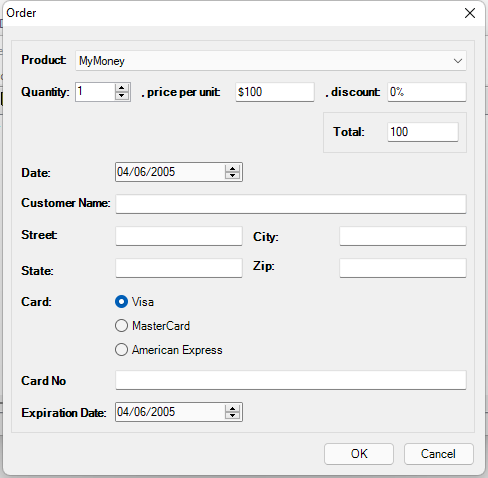 Order
Product: MyMoney
Quantity: 1 , price per unit: $100 , discount: 0%
Total: 100
Date: 04/06/2005
Customer Name:
Street: City:
State: Zip:
Card: Visa
MasterCard
American Express
Card No
Expiration Date: 04/06/2005
OK Cancel